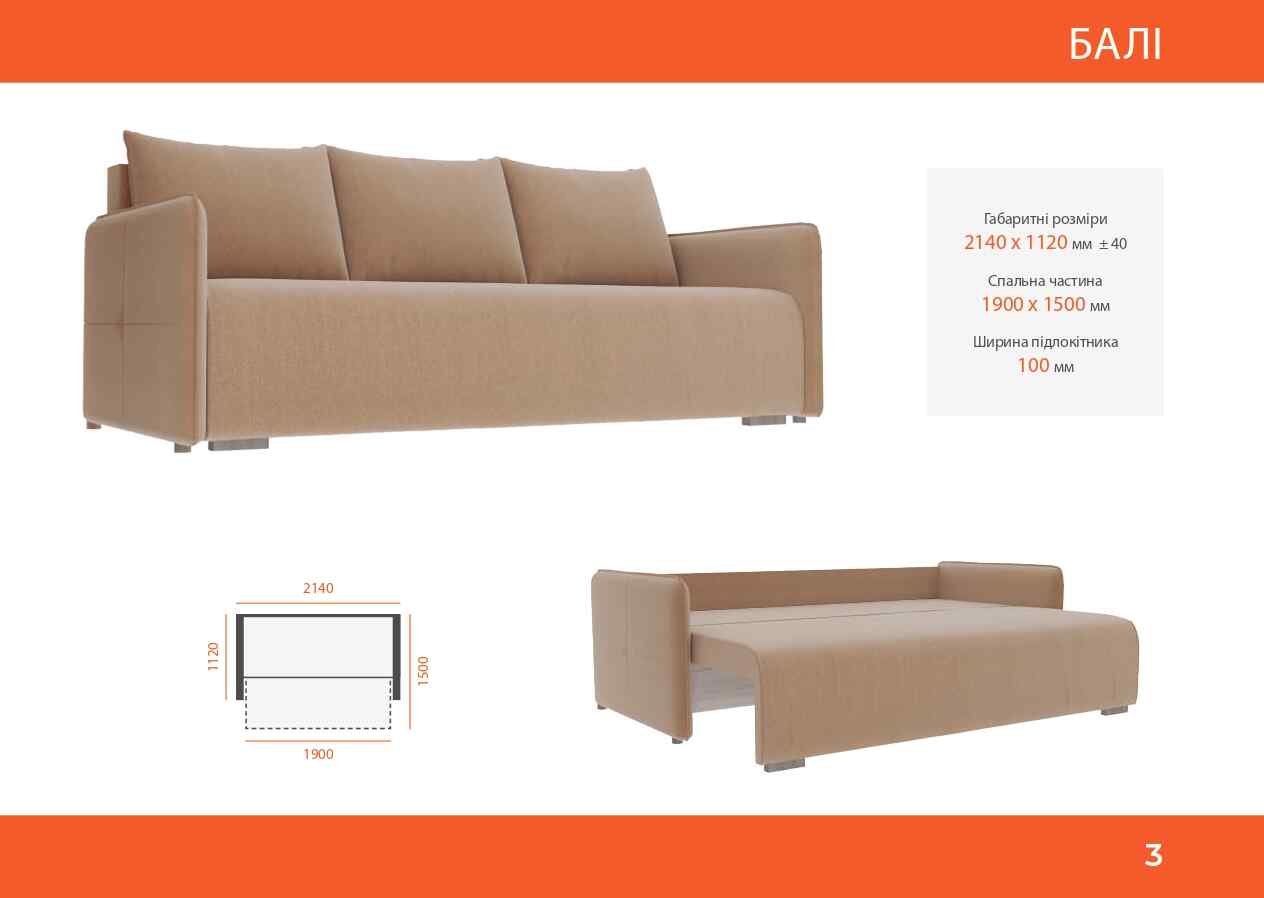 БАЛІ
Габаритні розміри
2140 x 1120 мм ± 40
Спальна частина
1900 x 1500 мм
Ширина підлокітника
100 мм
2140
1120
1500
1900
3